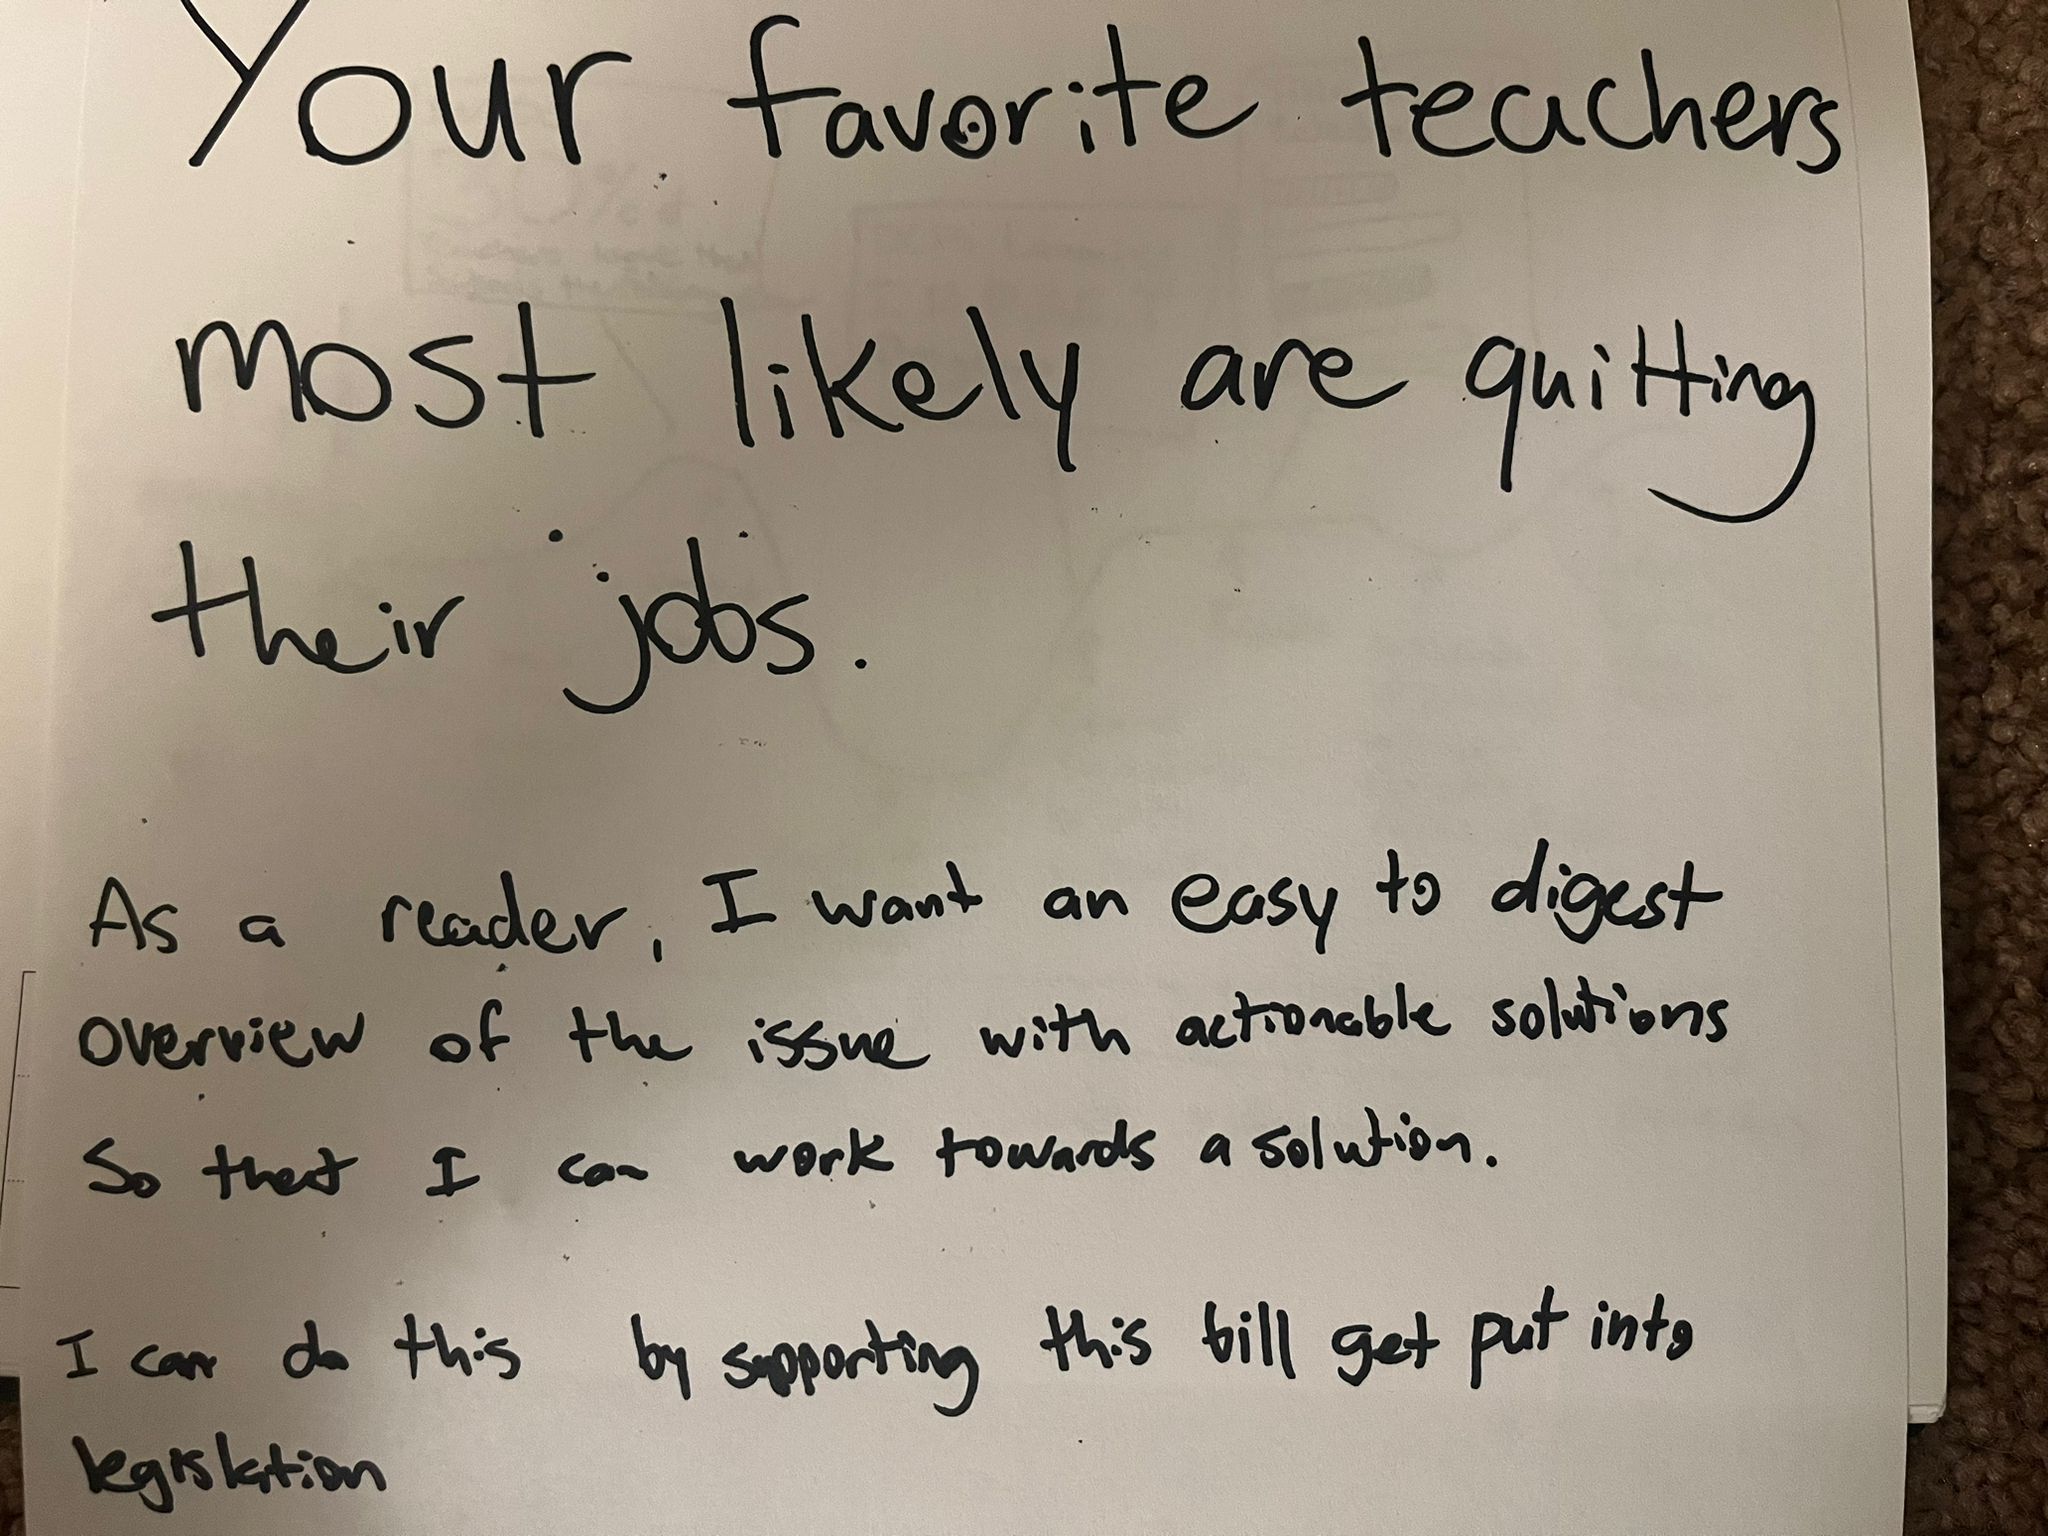 Your favorite teachers
most likely are quitting
their jobs.
As a reader, I want an easy to digest
overview of the issue with actionable solutions
So that I can work towards a solution.
I can do this by supporting this bill get put into
legislation